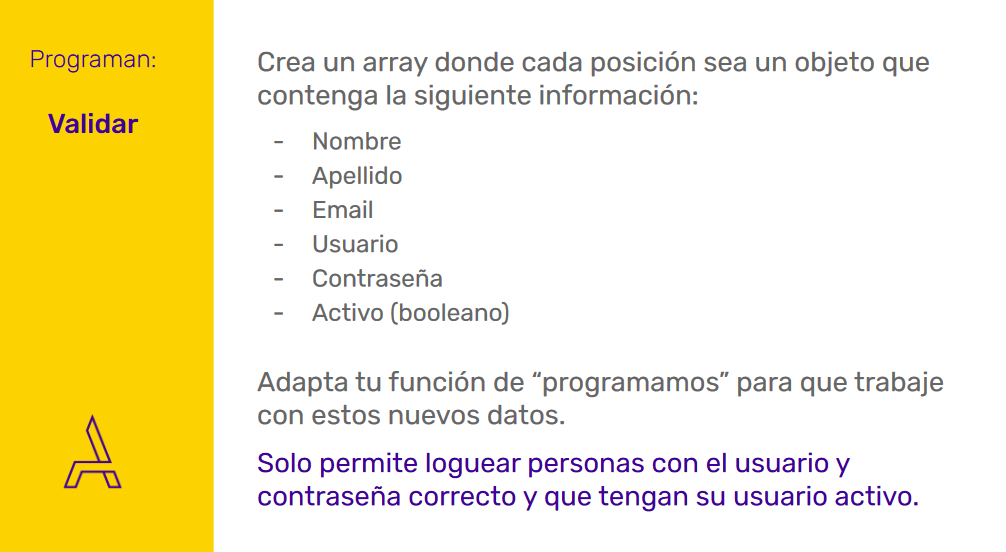 Programan:
Validar
Crea un array donde cada posición sea un objeto que
contenga la siguiente información:
- Nombre
- Apellido
- Email
- Usuario
- Contraseña
- Activo (booleano)
Adapta tu función de “programamos” para que trabaje
con estos nuevos datos.
Solo permite loguear personas con el usuario y
contraseña correcto y que tengan su usuario activo.